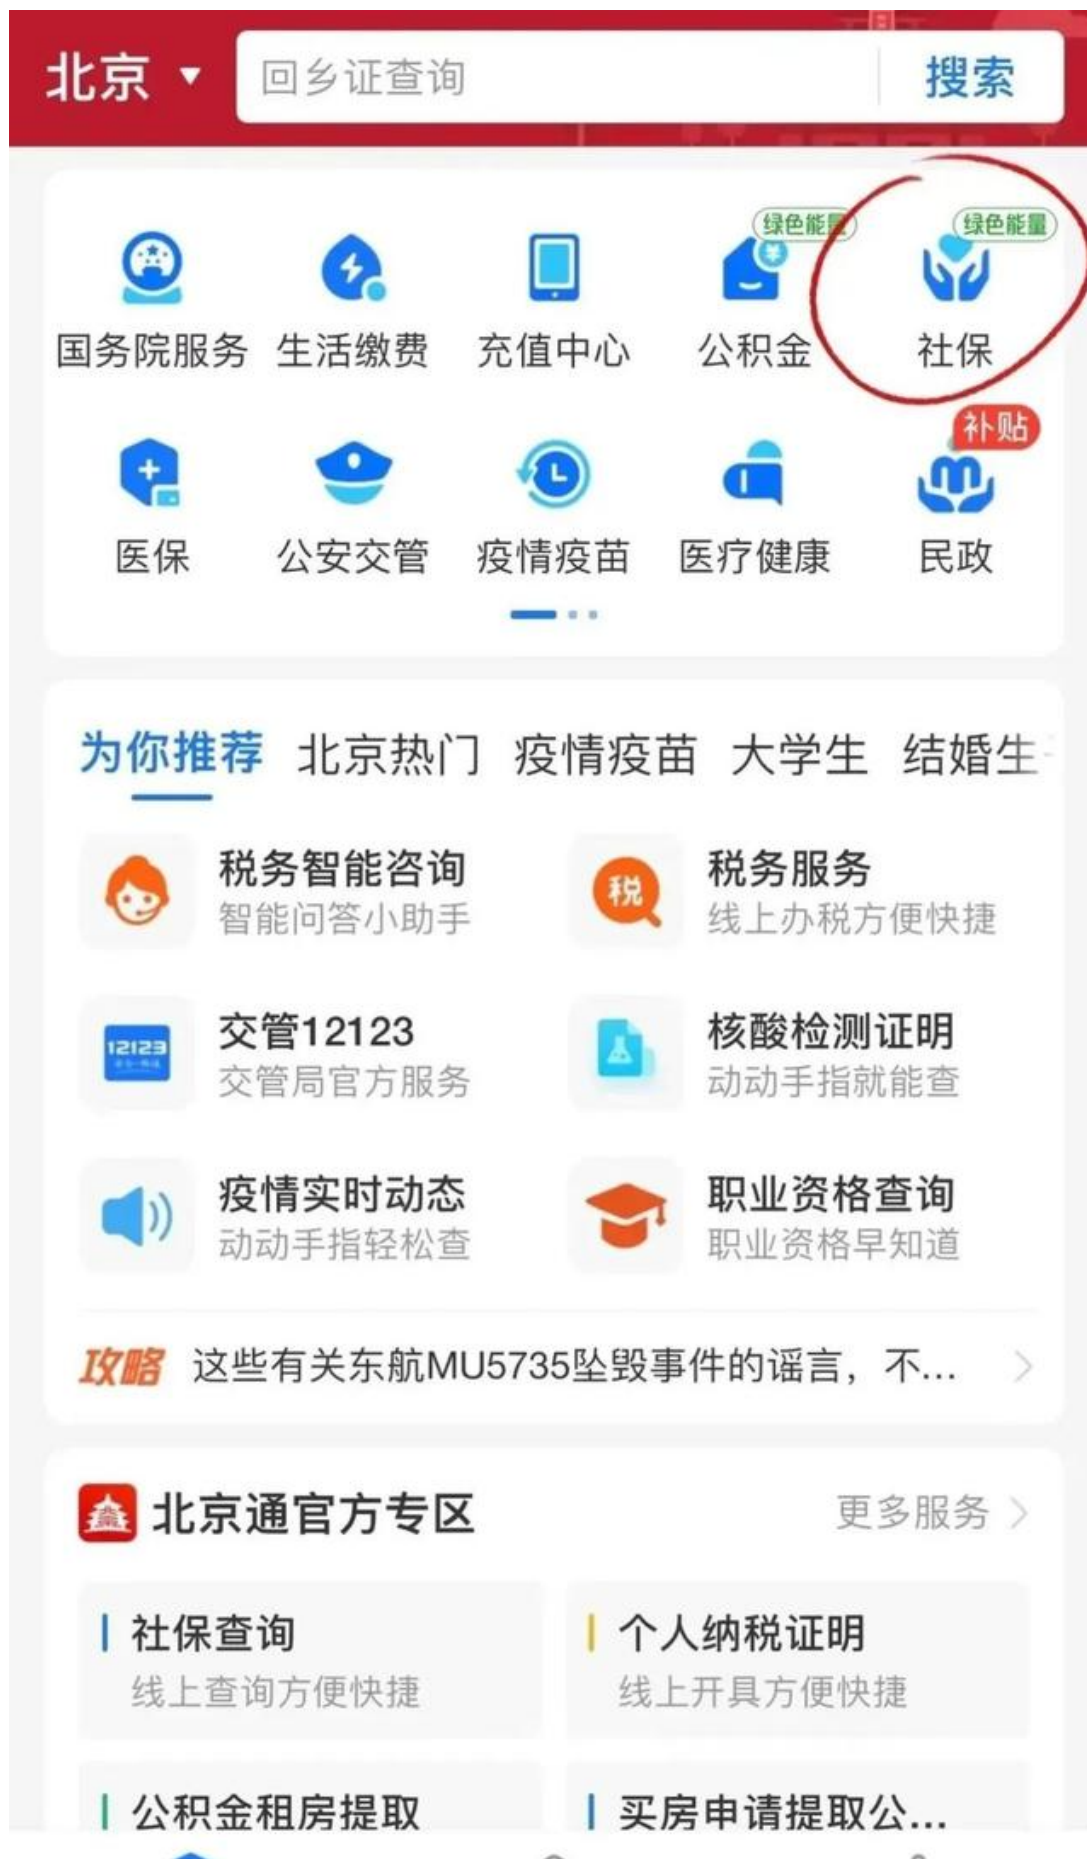 北京
回乡证查询
搜索
绿色能量
绿色能量
国务院服务 生活缴费 充值中心 公积金 社保
补贴
医保 公安交管 疫情疫苗 医疗健康 民政
为你推荐 北京热门 疫情疫苗 大学生 结婚生
税务智能咨询
智能问答小助手
税
税务服务
线上办税方便快捷
12123
交管12123
交管局官方服务
核酸检测证明
动动手指就能查
疫情实时动态
动动手指轻松查
职业资格查询
职业资格早知道
攻略 这些有关东航MU5735坠毁事件的谣言，不...
北京通官方专区
更多服务
社保查询
线上查询方便快捷
个人纳税证明
线上开具方便快捷
公积金租房提取
买房申请提取公...